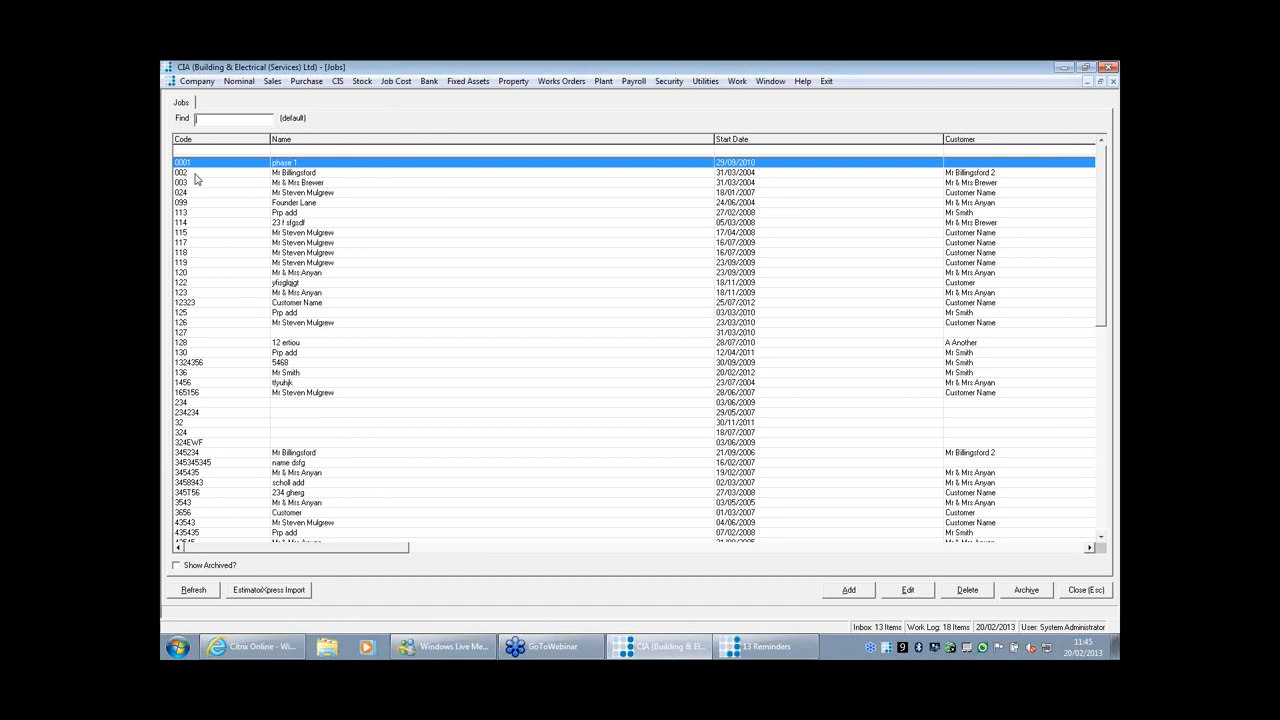 CIA (Building & Electrical (Services) Ltd) - [Jobs]
Company Nominal Sales Purchase CIS Stock Job Cost Bank Fixed Assets Property Works Orders Plant Payroll Security Utilities Work Window Help Exit
Jobs
Find (default)
Code Name Start Date Customer
0001 phase 1 29/09/2010
002 Mr Billingsford 31/03/2004 Mr Billingsford 2
003 Mr & Mrs Brewer 31/03/2004 Mr & Mrs Brewer
024 Mr Steven Mulgrew 18/01/2007 Customer Name
099 Founder Lane 24/06/2004 Mr & Mrs Anyan
113 Prp add 27/02/2008 Mr Smith
114 23 f sfgsdf 05/03/2008 Mr & Mrs Brewer
115 Mr Steven Mulgrew 17/04/2008 Customer Name
117 Mr Steven Mulgrew 16/07/2009 Customer Name
118 Mr Steven Mulgrew 16/07/2009 Customer Name
119 Mr Steven Mulgrew 23/09/2009 Customer Name
120 Mr & Mrs Anyan 23/09/2009 Mr & Mrs Anyan
122 18/11/2009 Customer
123 Mr & Mrs Anyan 18/11/2009 Mr & Mrs Anyan
12323 Customer Name 25/07/2012 Customer Name
125 Prp add 03/03/2010 Mr Smith
126 Mr Steven Mulgrew 23/03/2010 Customer Name
127 31/03/2010
128 12 ertiou 28/07/2010 A Another
130 Prp add 12/04/2011 Mr Smith
1324356 5468 30/09/2009 Mr Smith
136 Mr Smith 20/02/2012 Mr Smith
1456 tlyuhjk 23/07/2004 Mr & Mrs Anyan
165156 Mr Steven Mulgrew 28/06/2007 Customer Name
234 03/06/2009
234234 29/05/2007
32 30/11/2011
324 18/07/2007
324EWF 03/06/2009
345234 Mr Billingsford 21/09/2006 Mr Billingsford 2
345345345 name dsfg 16/02/2007
345435 Mr & Mrs Anyan 19/02/2007 Mr & Mrs Anyan
3458943 scholl add 02/03/2007 Mr & Mrs Anyan
345T56 234 gherg 27/03/2008 Customer Name
3543 Mr & Mrs Anyan 03/05/2005 Mr & Mrs Anyan
3656 Customer 01/03/2007 Customer
43543 Mr Steven Mulgrew 04/06/2009 Customer Name
435435 Prp add 07/02/2008 Mr Smith
Show Archived?
Refresh EstimatorXpress Import Add Edit Delete Archive Close (Esc)
Inbox: 13 Items Work Log: 18 Items 20/02/2013 User: System Administrator
Citrix Online - Wi... Windows Live Me... GoToWebinar CIA (Building & El... 13 Reminders 11:45
20/02/2013